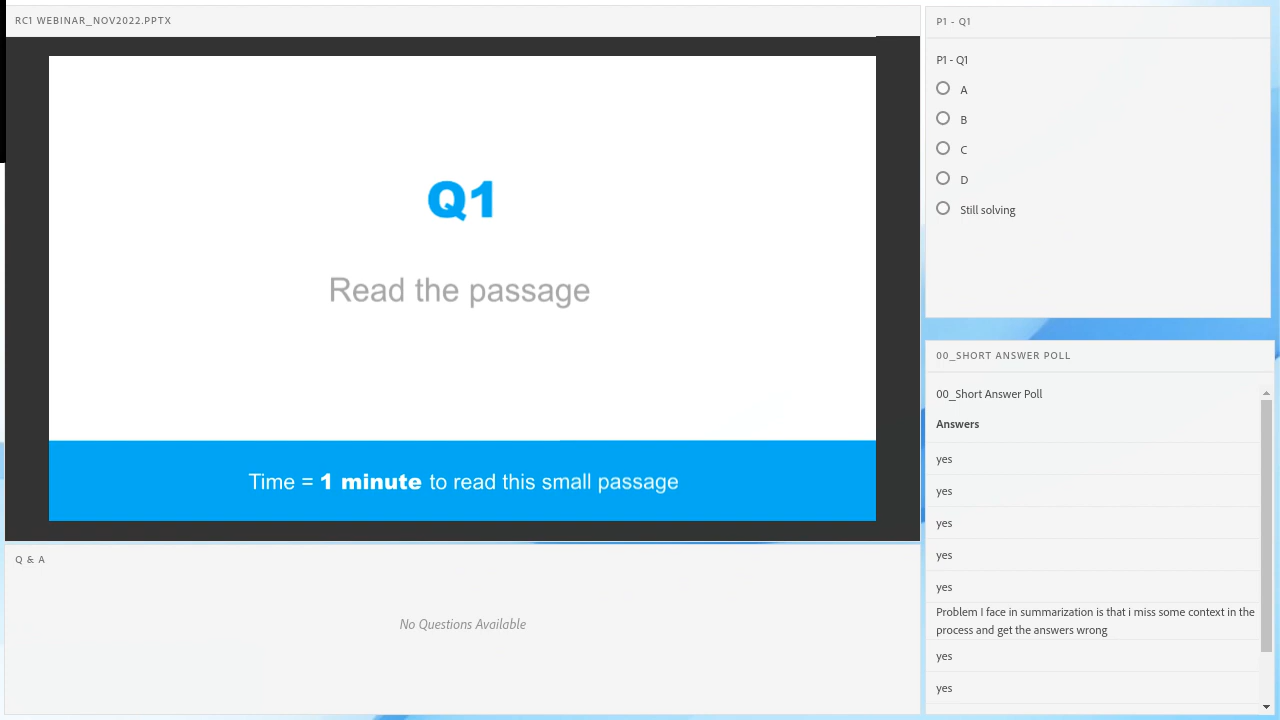 RC1 WEBINAR_NOV2022.PPTX
Q1
Read the passage
Time = 1 minute to read this small passage
Q & A
No Questions Available
P1 - Q1
P1 - Q1
A
B
C
D
Still solving
00_SHORT ANSWER POLL
00_Short Answer Poll
Answers
yes
yes
yes
yes
yes
Problem I face in summarization is that i miss some context in the
process and get the answers wrong
yes
yes